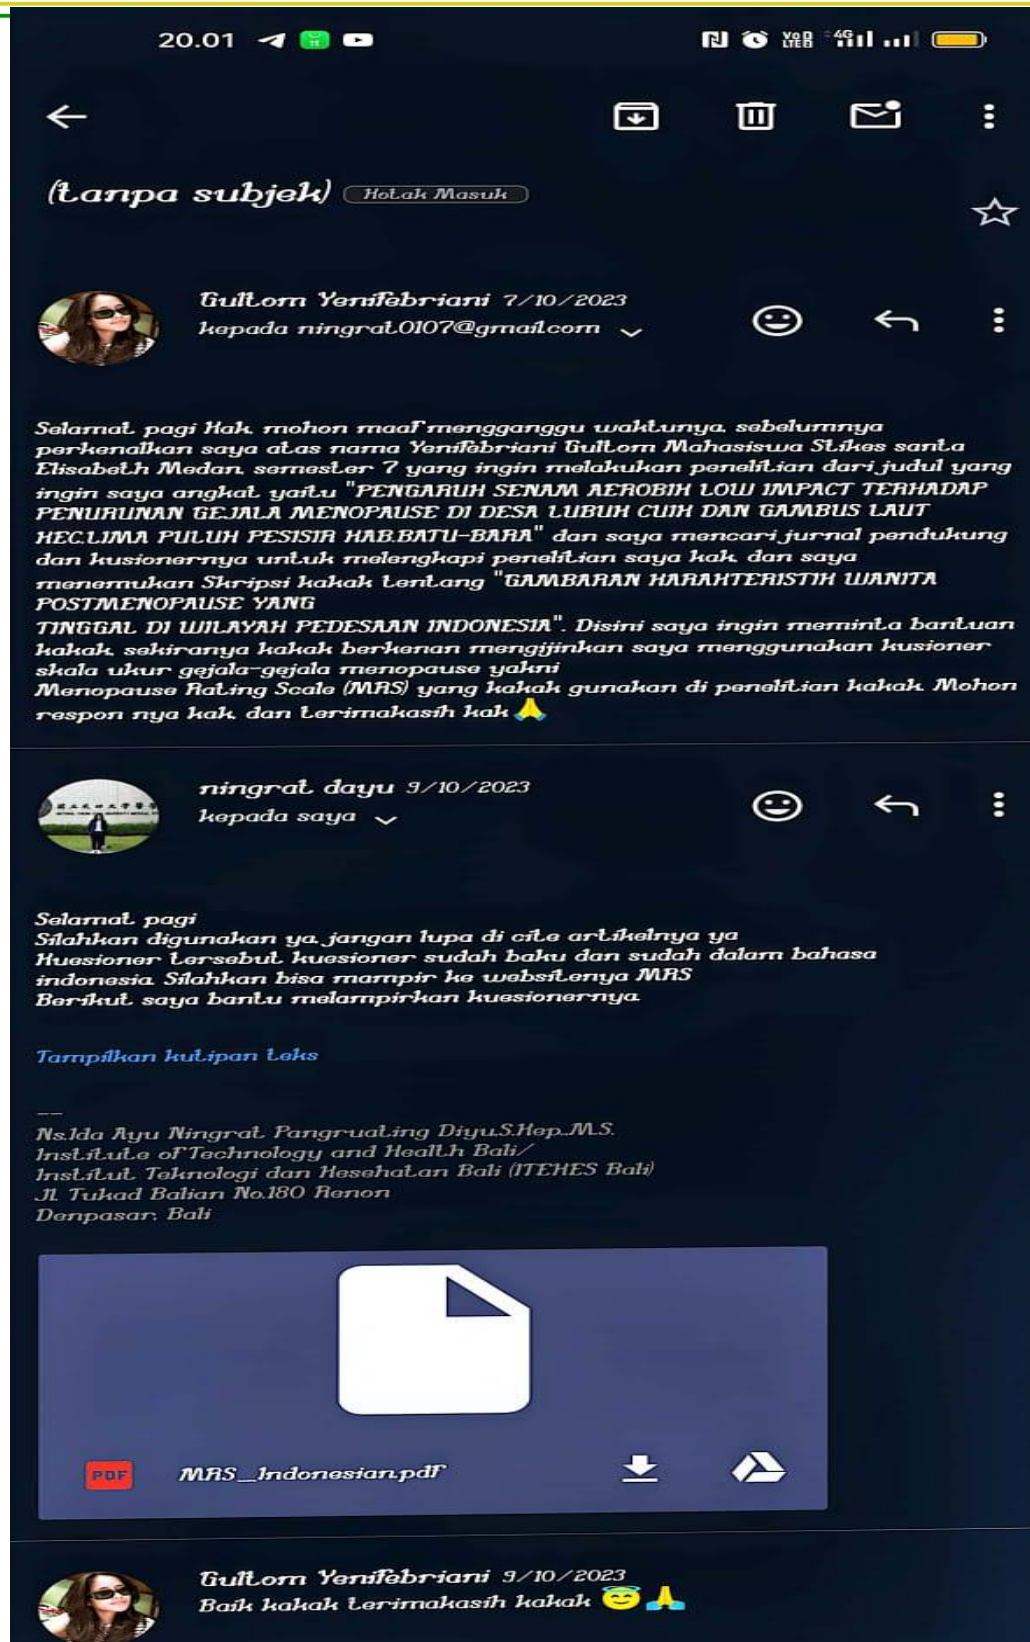 20.01 VoLTE 4G
(tanpa subjek) Kotak Masuk
Gultom Yenifebriani 7/10/2023
kepada ningrat.0107@gmail.com
Selamat pagi Kak, mohon maaf mengganggu waktunya, sebelumnya
perkenalkan saya atas nama Yenifebriani Gultom Mahasiswa Stikes santa
Elisabeth Medan, semester 7 yang ingin melakukan penelitian dari judul yang
ingin saya angkat yaitu "PENGARUH SENAM AEROBIK LOW IMPACT TERHADAP
PENURUNAN GEJALA MENOPAUSE DI DESA LUBUK CUIK DAN GAMBUS LAUT
KEC.LIMA PULUH PESISIR KAB.BATU-BARA" dan saya mencari jurnal pendukung
dan kusionernya untuk melengkapi penelitian saya kak, dan saya
menemukan Skripsi kakak tentang "GAMBARAN KARAKTERISTIK WANITA
POSTMENOPAUSE YANG
TINGGAL DI WILAYAH PEDESAAN INDONESIA". Disini saya ingin meminta bantuan
kakak, sekiranya kakak berkenan mengijinkan saya menggunakan kusioner
skala ukur gejala-gejala menopause yakni
Menopause Rating Scale (MRS) yang kakak gunakan di penelitian kakak. Mohon
respon nya kak, dan terimakasih kak 🙏
ningrat dayu 9/10/2023
kepada saya
Selamat pagi
Silahkan digunakan ya, jangan lupa di cite artikelnya ya
Kuesioner tersebut kuesioner sudah baku dan sudah dalam bahasa
indonesia. Silahkan bisa mampir ke websitenya MRS
Berikut saya bantu melampirkan kuesionernya
Tampilkan kutipan teks
--
Ns.Ida Ayu Ningrat Pangruating Diyu,S.Kep.,M.S.
Institute of Technology and Health Bali/
Institut Teknologi dan Kesehatan Bali (ITEKES Bali)
Jl. Tukad Balian No.180 Renon
Denpasar, Bali
PDF MRS_Indonesian.pdf
Gultom Yenifebriani 9/10/2023
Baik kakak terimakasih kakak 😇🙏